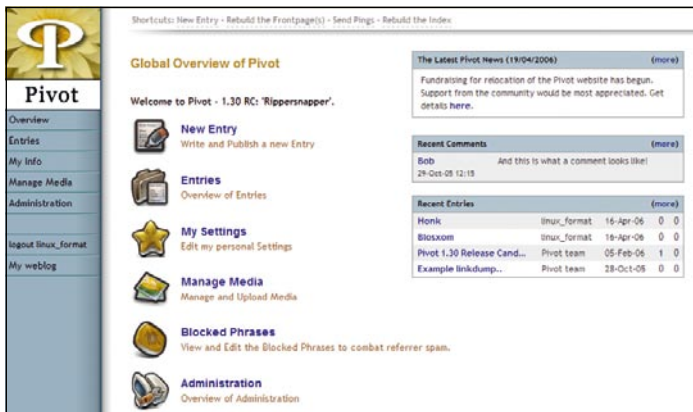 Shortcuts: New Entry - Rebuild the Frontpage(s) - Send Pings - Rebuild the Index
Pivot
Overview
Entries
My Info
Manage Media
Administration
logout linux_format
My weblog
Global Overview of Pivot
Welcome to Pivot - 1.30 RC: 'Rippersnapper'.
New Entry
Write and Publish a new Entry
Entries
Overview of Entries
My Settings
Edit my personal Settings
Manage Media
Manage and Upload Media
Blocked Phrases
View and Edit the Blocked Phrases to combat referrer spam.
Administration
Overview of Administration
The Latest Pivot News (19/04/2006) (more)
Fundraising for relocation of the Pivot website has begun.
Support from the community would be most appreciated. Get
details here.
Recent Comments (more)
Bob And this is what a comment looks like!
29-Oct-05 12:15
Recent Entries (more)
Honk linux_format 16-Apr-06 0 0
Blosxom linux_format 16-Apr-06 0 0
Pivot 1.30 Release Cand... Pivot team 05-Feb-06 1 0
Example linkdump.. Pivot team 28-Oct-05 0 0